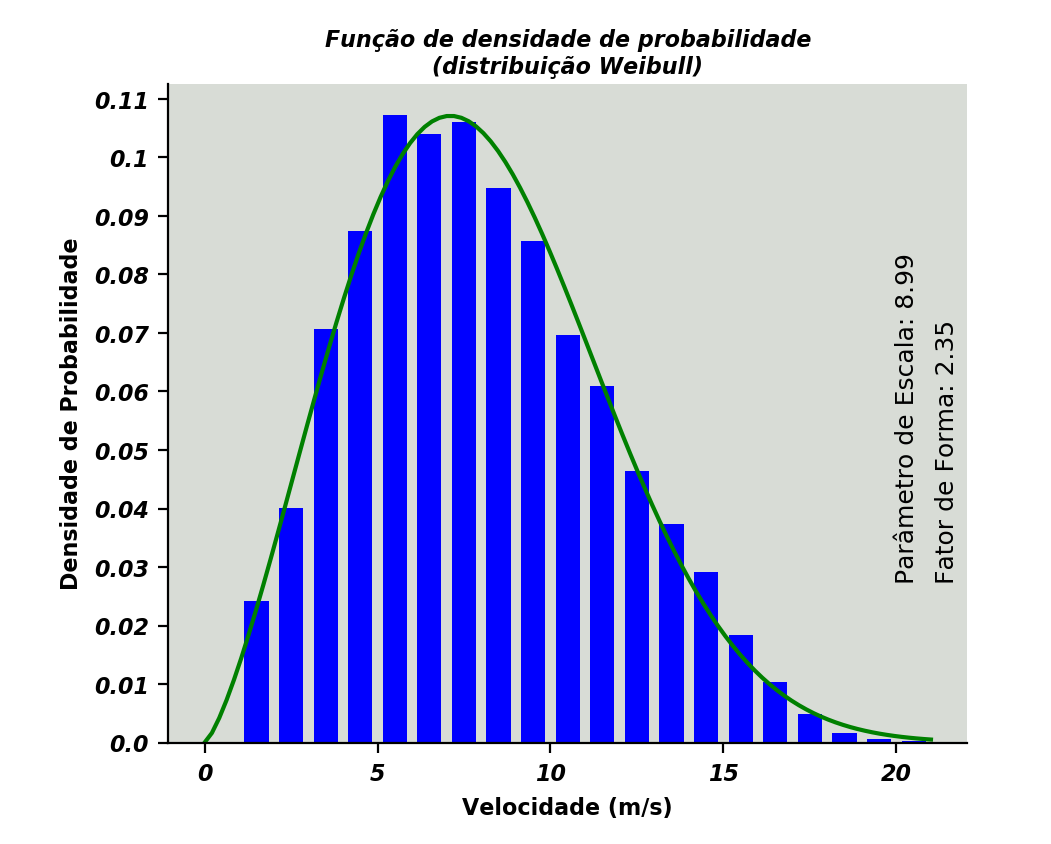 Função de densidade de probabilidade
(distribuição Weibull)
0.11
0.1
0.09
0.08
0.07
0.06
0.05
0.04
0.03
0.02
0.01
0.0
Densidade de Probabilidade
Parâmetro de Escala: 8.99
Fator de Forma: 2.35
0 5 10 15 20
Velocidade (m/s)